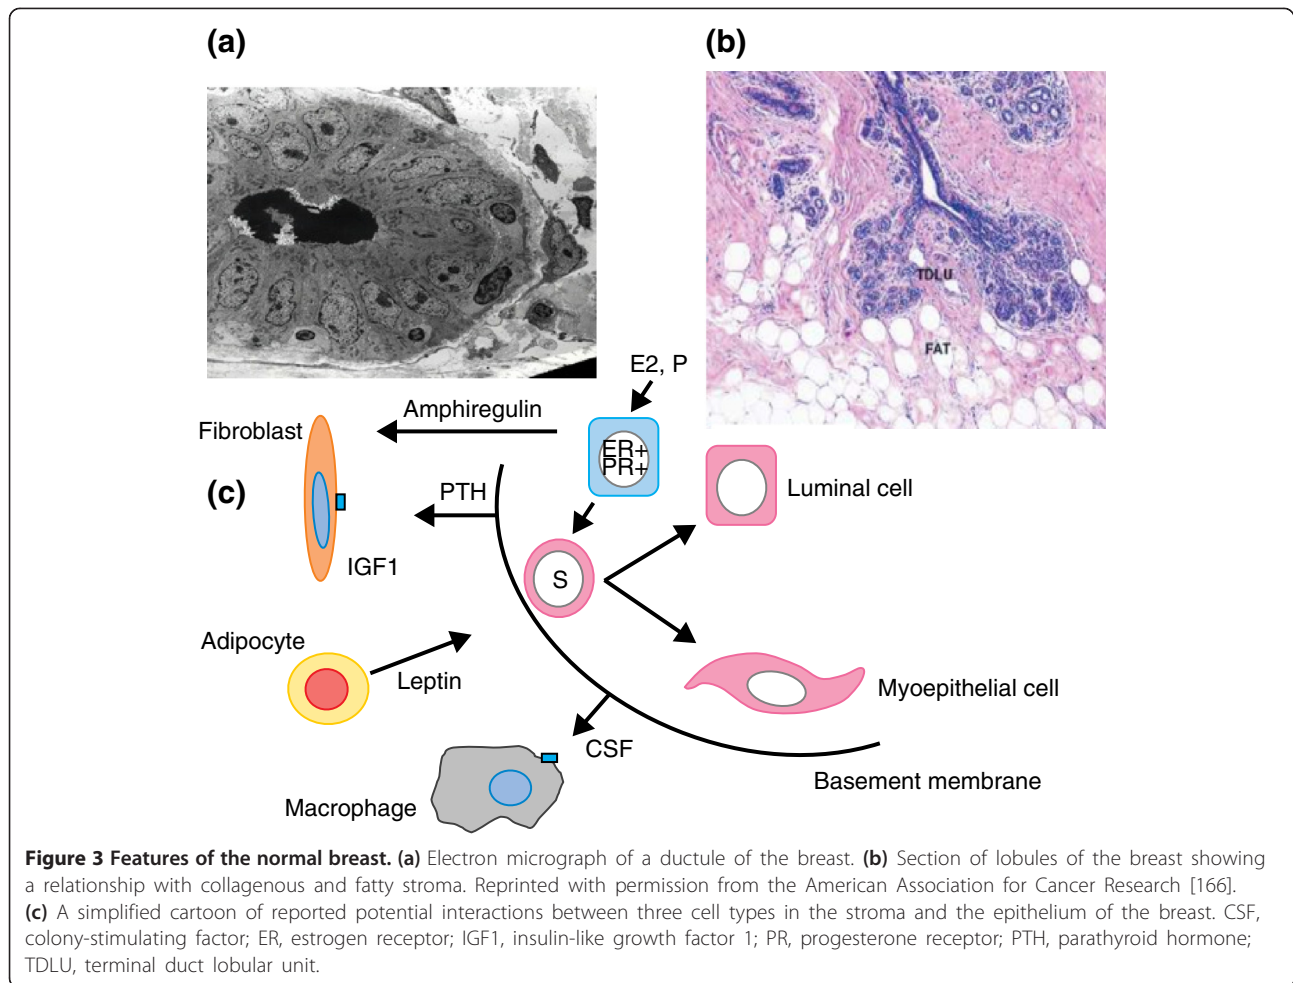 (a)
(b)
TDLU
FAT
E2, P
Amphiregulin
Fibroblast
ER+
PR+
(c)
PTH
Luminal cell
IGF1
S
Adipocyte
Leptin
Myoepithelial cell
CSF
Basement membrane
Macrophage
Figure 3 Features of the normal breast. (a) Electron micrograph of a ductule of the breast. (b) Section of lobules of the breast showing
a relationship with collagenous and fatty stroma. Reprinted with permission from the American Association for Cancer Research [166].
(c) A simplified cartoon of reported potential interactions between three cell types in the stroma and the epithelium of the breast. CSF,
colony-stimulating factor; ER, estrogen receptor; IGF1, insulin-like growth factor 1; PR, progesterone receptor; PTH, parathyroid hormone;
TDLU, terminal duct lobular unit.